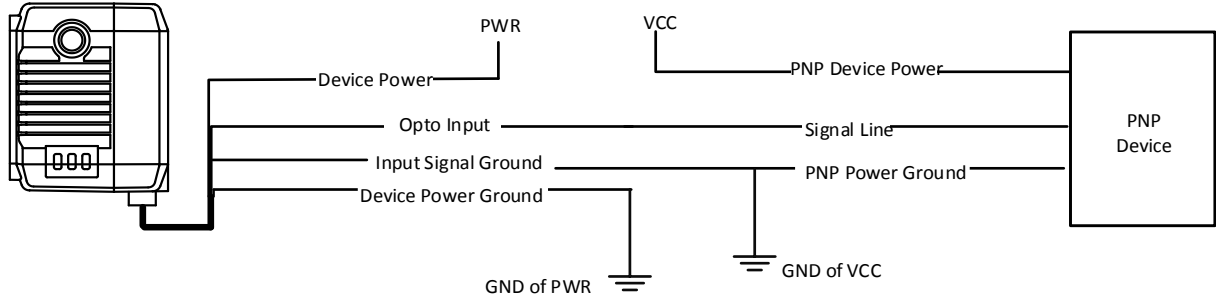 PWR
VCC
Device Power
PNP Device Power
Opto Input
Signal Line
PNP
Device
Input Signal Ground
PNP Power Ground
Device Power Ground
GND of VCC
GND of PWR